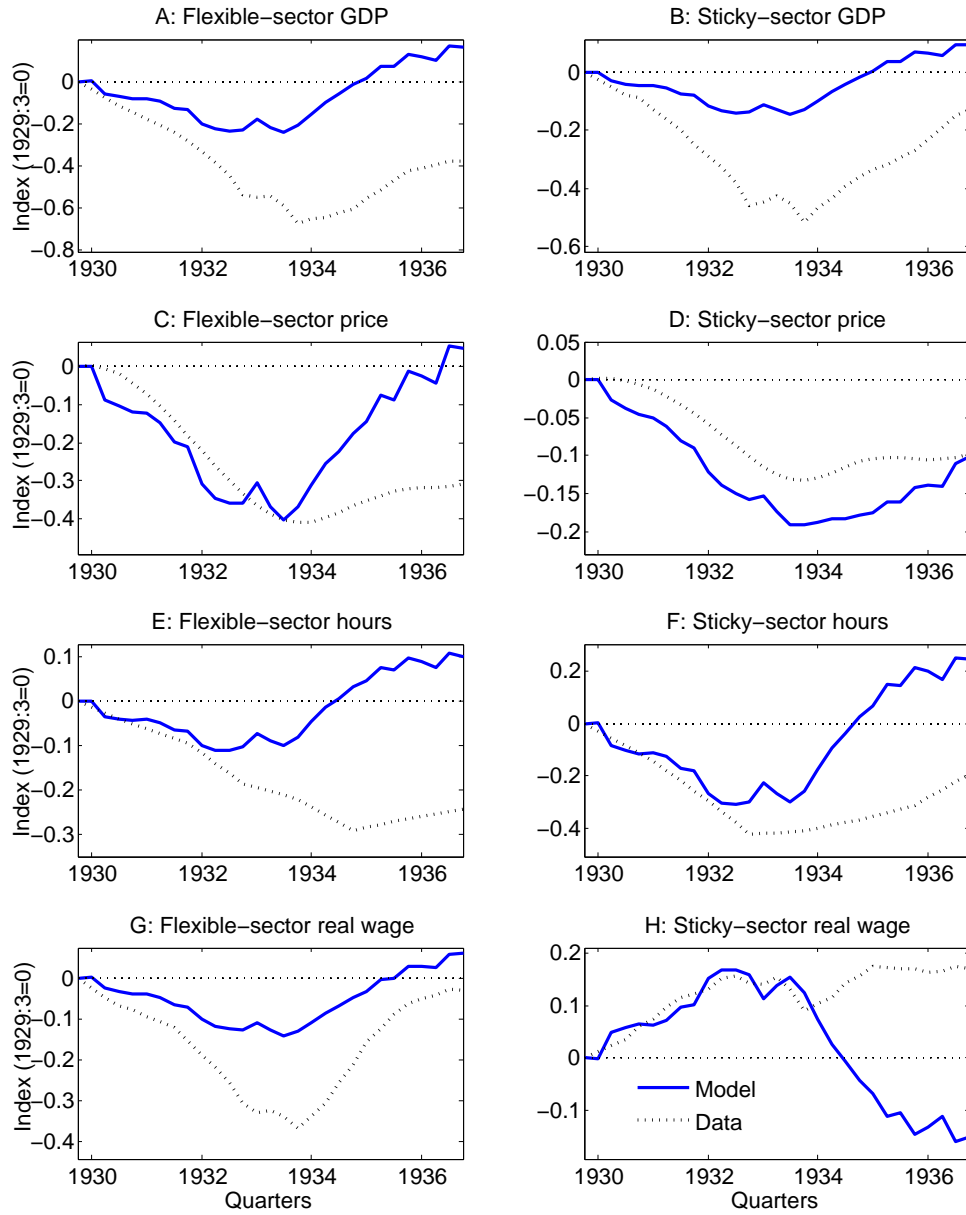 A: Flexible−sector GDP
Index (1929:3=0)
0
−0.2
−0.4
−0.6
−0.8
1930 1932 1934 1936
B: Sticky−sector GDP
0
−0.2
−0.4
−0.6
1930 1932 1934 1936
C: Flexible−sector price
Index (1929:3=0)
0
−0.1
−0.2
−0.3
−0.4
1930 1932 1934 1936
D: Sticky−sector price
0.05
0
−0.05
−0.1
−0.15
−0.2
1930 1932 1934 1936
E: Flexible−sector hours
Index (1929:3=0)
0.1
0
−0.1
−0.2
−0.3
1930 1932 1934 1936
F: Sticky−sector hours
0.2
0
−0.2
−0.4
1930 1932 1934 1936
G: Flexible−sector real wage
Index (1929:3=0)
0
−0.1
−0.2
−0.3
−0.4
1930 1932 1934 1936
Quarters
H: Sticky−sector real wage
0.2
0.1
0
−0.1
Model
Data
1930 1932 1934 1936
Quarters